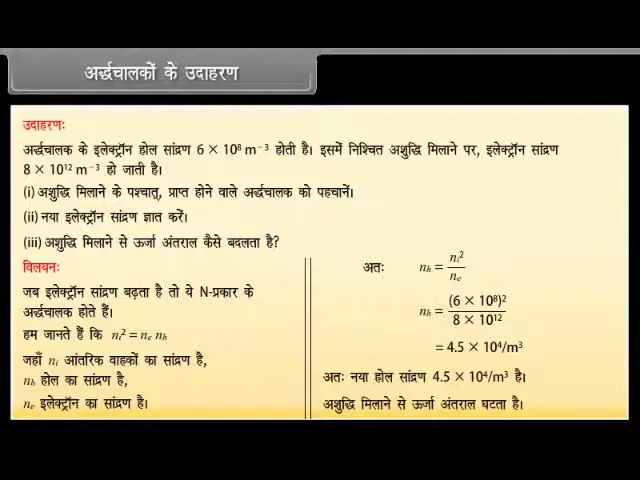 अर्द्धचालकों के उदाहरण
उदाहरणः
अर्द्धचालक के इलेक्ट्रॉन होल सांद्रण 6 × 10⁸ m⁻³ होती है। इसमें निश्चित अशुद्धि मिलाने पर, इलेक्ट्रॉन सांद्रण
8 × 10¹² m⁻³ हो जाती है।
(i) अशुद्धि मिलाने के पश्चात्, प्राप्त होने वाले अर्द्धचालक को पहचानें।
(ii) नया इलेक्ट्रॉन सांद्रण ज्ञात करें।
(iii) अशुद्धि मिलाने से ऊर्जा अंतराल कैसे बदलता है?
विलयनः
जब इलेक्ट्रॉन सांद्रण बढ़ता है तो ये N-प्रकार के
अर्द्धचालक होते हैं।
हम जानते हैं कि nᵢ² = nₑ nₕ
जहाँ nᵢ आंतरिक वाहकों का सांद्रण है,
nₕ होल का सांद्रण है,
nₑ इलेक्ट्रॉन का सांद्रण है।
अतः nₕ = nᵢ² / nₑ
nₕ = (6 × 10⁸)² / 8 × 10¹²
= 4.5 × 10⁴/m³
अतः नया होल सांद्रण 4.5 × 10⁴/m³ है।
अशुद्धि मिलाने से ऊर्जा अंतराल घटता है।